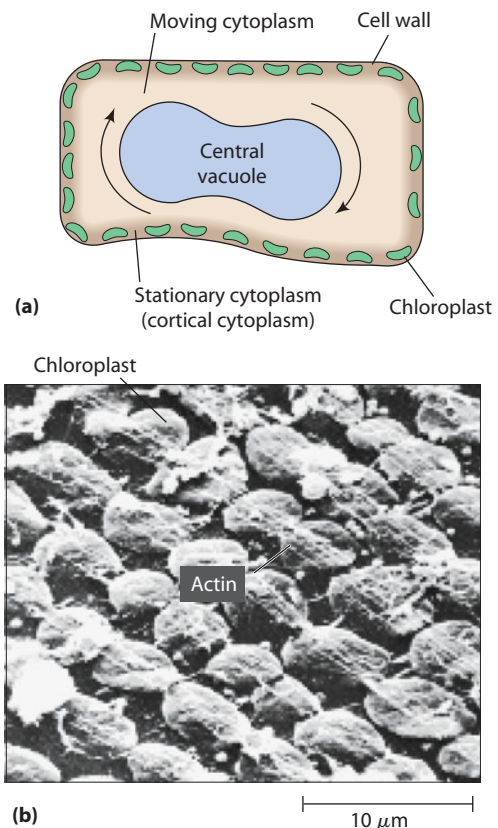 Moving cytoplasm
Cell wall
Central
vacuole
Stationary cytoplasm
(cortical cytoplasm)
Chloroplast
(a)
Chloroplast
Actin
(b)
10 μm